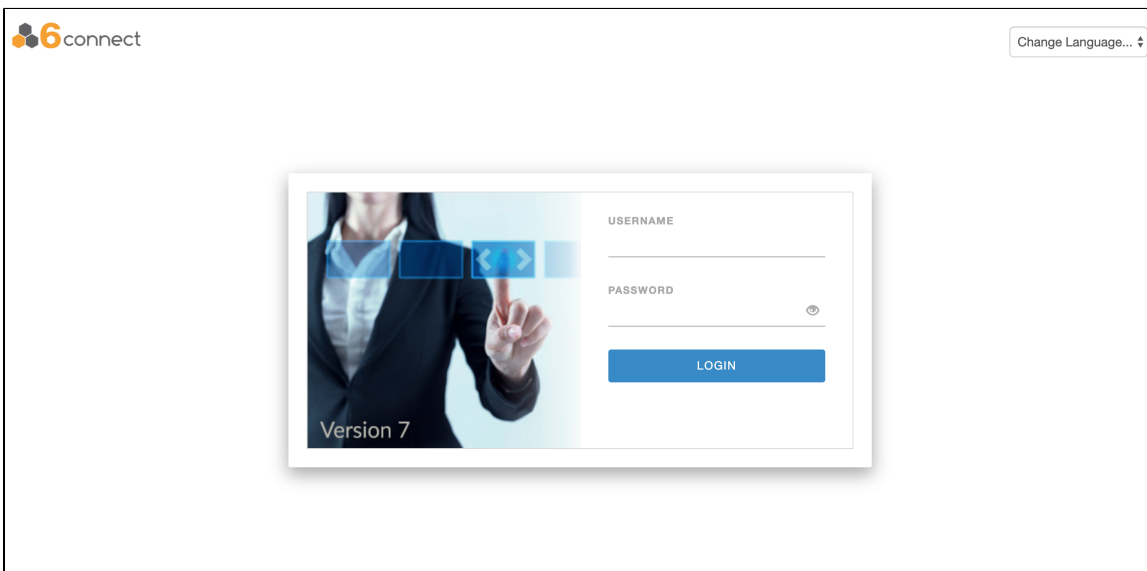 6connect
Change Language...
USERNAME
PASSWORD
LOGIN
Version 7